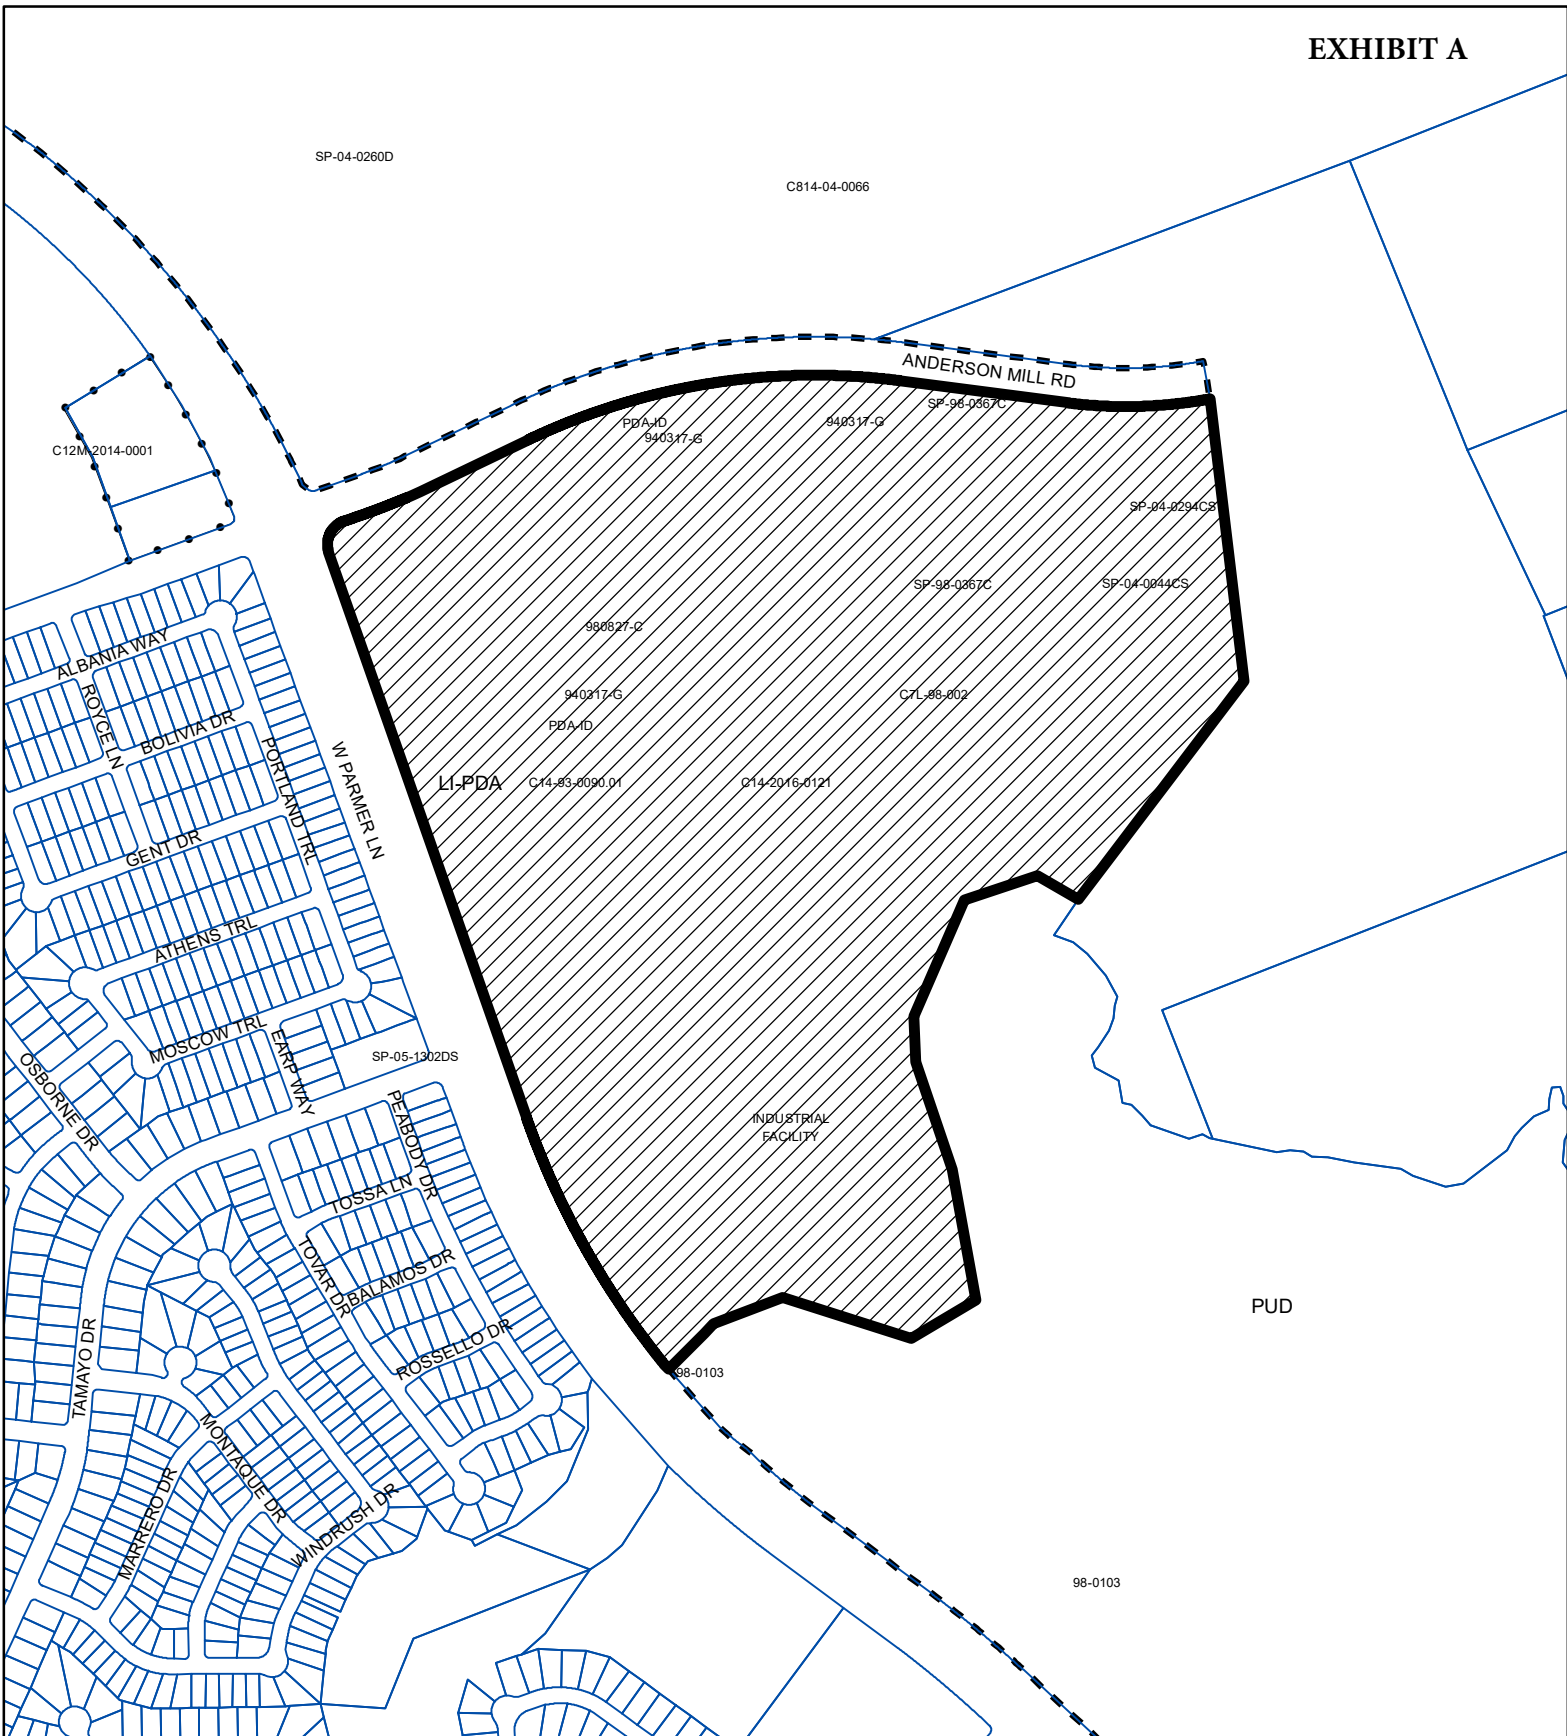 EXHIBIT A
SP-04-0260D
C814-04-0066
ANDERSON MILL RD
SP-98-0367C
PDA-ID
940317-G
940317-G
C12M-2014-0001
SP-04-0294CS
SP-98-0367C
SP-04-0044CS
980827-C
ALBANIA WAY
ROYCE LN
940317-G
C7L-98-002
BOLIVIA DR
PDA-ID
PORTLAND TRL
W PARMER LN
LI-PDA
C14-93-0090.01
C14-2016-0121
GENT DR
ATHENS TRL
MOSCOW TRL
EARP WAY
SP-05-1302DS
OSBORNE DR
PEABODY DR
INDUSTRIAL
FACILITY
TOSSA LN
TOVAR DR
BALAMOS DR
PUD
ROSSELLO DR
TAMAYO DR
98-0103
MONTAQUE DR
MARRERO DR
WINDRUSH DR
98-0103